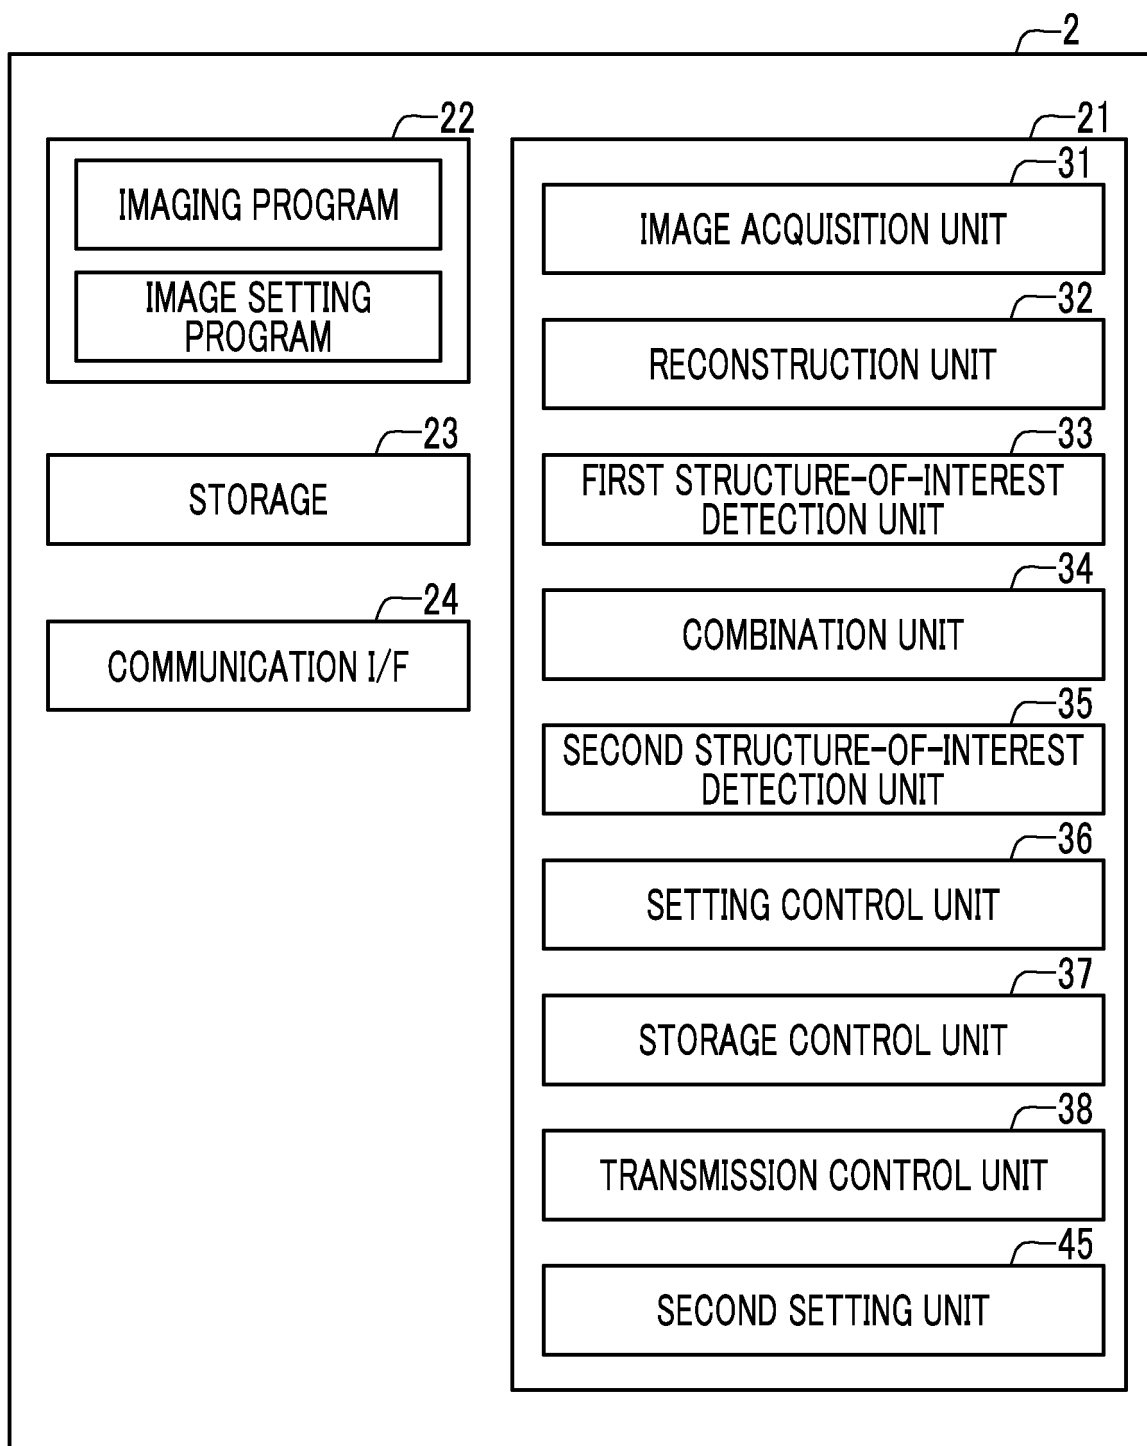 2
22
IMAGING PROGRAM
IMAGE SETTING
PROGRAM
23
STORAGE
24
COMMUNICATION I/F
21
31
IMAGE ACQUISITION UNIT
32
RECONSTRUCTION UNIT
33
FIRST STRUCTURE-OF-INTEREST
DETECTION UNIT
34
COMBINATION UNIT
35
SECOND STRUCTURE-OF-INTEREST
DETECTION UNIT
36
SETTING CONTROL UNIT
37
STORAGE CONTROL UNIT
38
TRANSMISSION CONTROL UNIT
45
SECOND SETTING UNIT